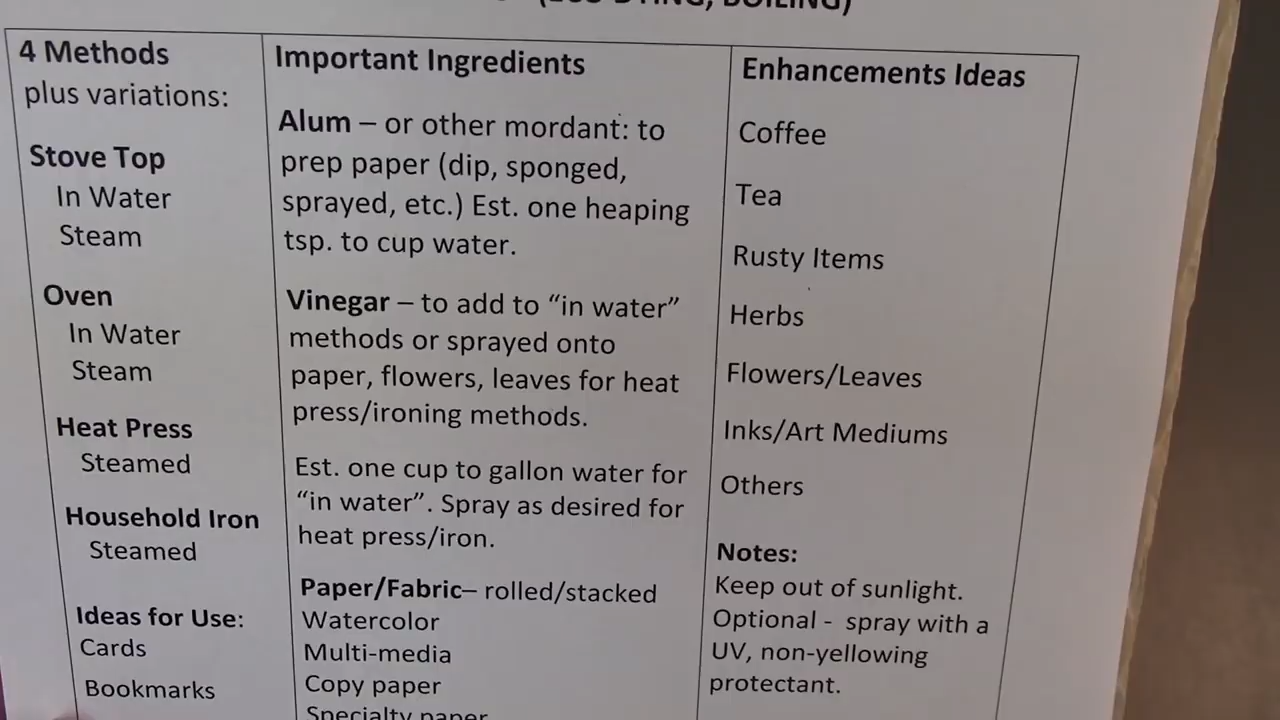 (ECO-DYING, BOILING)
4 Methods
plus variations:
Stove Top
In Water
Steam
Oven
In Water
Steam
Heat Press
Steamed
Household Iron
Steamed
Ideas for Use:
Cards
Bookmarks
Important Ingredients
Alum – or other mordant: to
prep paper (dip, sponged,
sprayed, etc.) Est. one heaping
tsp. to cup water.
Vinegar – to add to “in water”
methods or sprayed onto
paper, flowers, leaves for heat
press/ironing methods.
Est. one cup to gallon water for
“in water”. Spray as desired for
heat press/iron.
Paper/Fabric– rolled/stacked
Watercolor
Multi-media
Copy paper
Specialty paper
Enhancements Ideas
Coffee
Tea
Rusty Items
Herbs
Flowers/Leaves
Inks/Art Mediums
Others
Notes:
Keep out of sunlight.
Optional - spray with a
UV, non-yellowing
protectant.